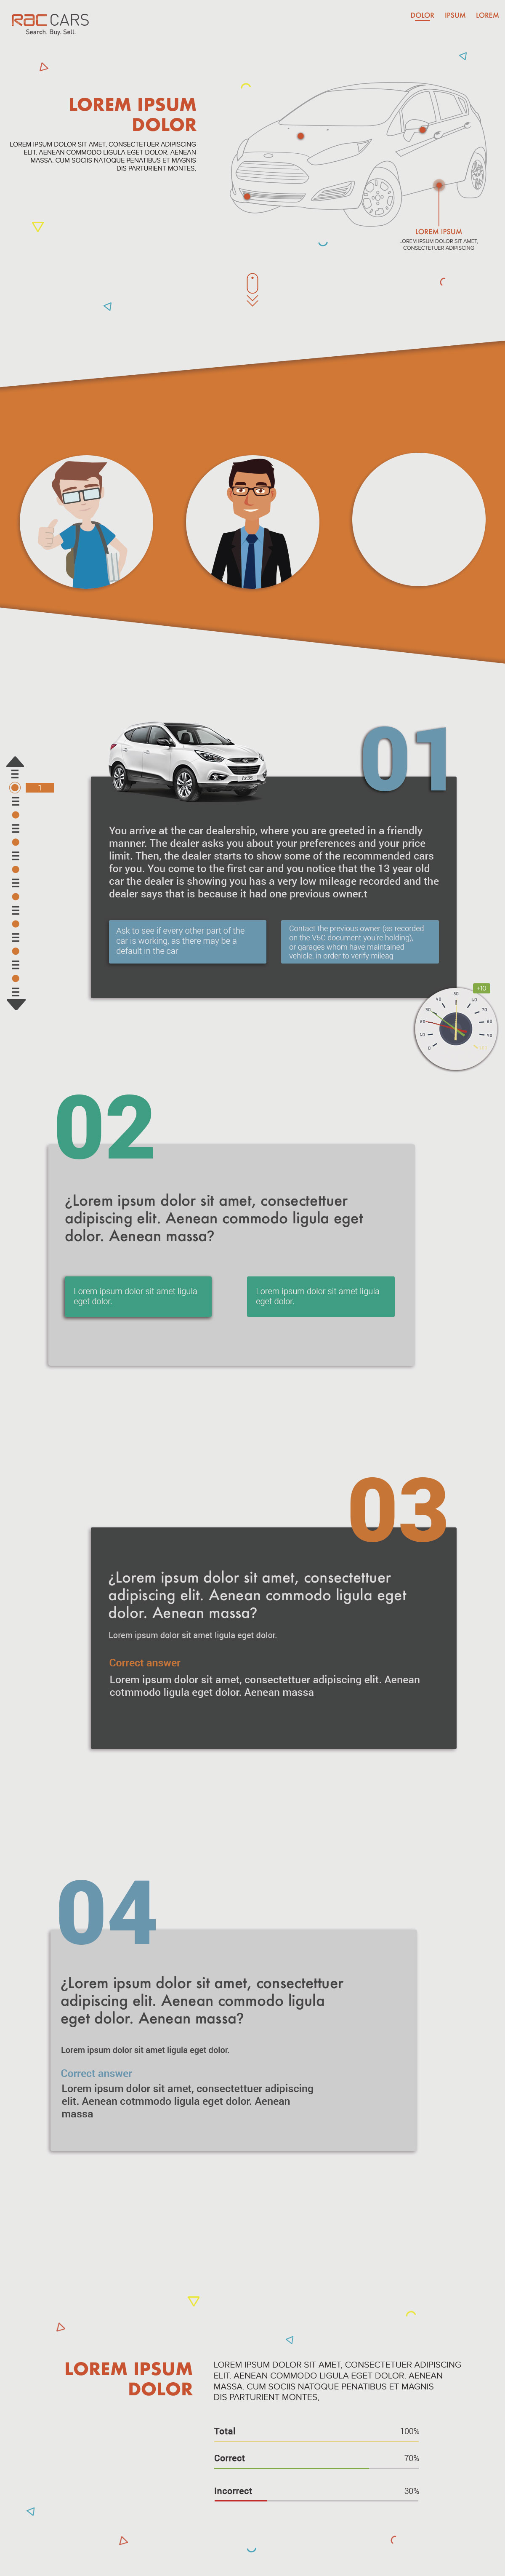 RAC CARS
Search. Buy. Sell.
DOLOR IPSUM LOREM
LOREM IPSUM
DOLOR
LOREM IPSUM DOLOR SIT AMET, CONSECTETUER ADIPISCING
ELIT. AENEAN COMMODO LIGULA EGET DOLOR. AENEAN
MASSA. CUM SOCIIS NATOQUE PENATIBUS ET MAGNIS
DIS PARTURIENT MONTES,
LOREM IPSUM
LOREM IPSUM DOLOR SIT AMET,
CONSECTETUER ADIPISCING
01
1
You arrive at the car dealership, where you are greeted in a friendly
manner. The dealer asks you about your preferences and your price
limit. Then, the dealer starts to show some of the recommended cars
for you. You come to the first car and you notice that the 13 year old
car the dealer is showing you has a very low mileage recorded and the
dealer says that is because it had one previous owner.t
Ask to see if every other part of the
car is working, as there may be a
default in the car
Contact the previous owner (as recorded
on the V5C document you're holding),
or garages whom have maintained
vehicle, in order to verify mileag
+10
02
¿Lorem ipsum dolor sit amet, consectettuer
adipiscing elit. Aenean commodo ligula eget
dolor. Aenean massa?
Lorem ipsum dolor sit amet ligula
eget dolor.
Lorem ipsum dolor sit amet ligula
eget dolor.
03
¿Lorem ipsum dolor sit amet, consectettuer
adipiscing elit. Aenean commodo ligula eget
dolor. Aenean massa?
Lorem ipsum dolor sit amet ligula eget dolor.
Correct answer
Lorem ipsum dolor sit amet, consectettuer adipiscing elit. Aenean
cotmmodo ligula eget dolor. Aenean massa
04
¿Lorem ipsum dolor sit amet, consectettuer
adipiscing elit. Aenean commodo ligula
eget dolor. Aenean massa?
Lorem ipsum dolor sit amet ligula eget dolor.
Correct answer
Lorem ipsum dolor sit amet, consectettuer adipiscing
elit. Aenean cotmmodo ligula eget dolor. Aenean
massa
LOREM IPSUM
DOLOR
LOREM IPSUM DOLOR SIT AMET, CONSECTETUER ADIPISCING
ELIT. AENEAN COMMODO LIGULA EGET DOLOR. AENEAN
MASSA. CUM SOCIIS NATOQUE PENATIBUS ET MAGNIS
DIS PARTURIENT MONTES,
Total 100%
Correct 70%
Incorrect 30%